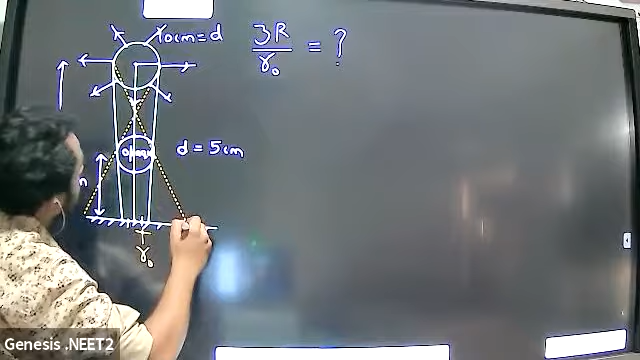 10cm=d
3R/r₀ = ?
d = 5cm
r₀
Genesis .NEET2